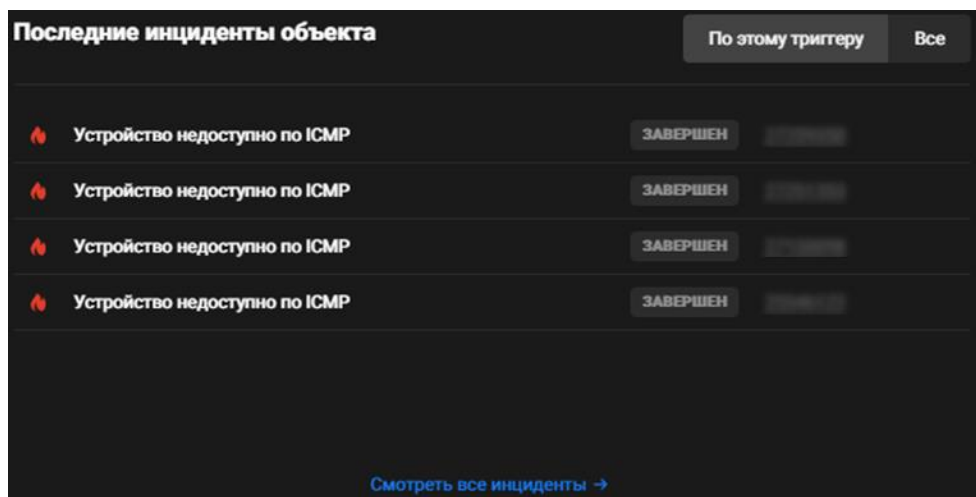 Последние инциденты объекта
По этому триггеру Все
Устройство недоступно по ICMP ЗАВЕРШЕН
Устройство недоступно по ICMP ЗАВЕРШЕН
Устройство недоступно по ICMP ЗАВЕРШЕН
Устройство недоступно по ICMP ЗАВЕРШЕН
Смотреть все инциденты →